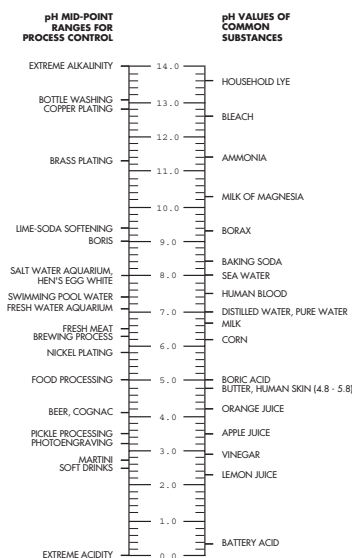 pH MID-POINT
RANGES FOR
PROCESS CONTROL
pH VALUES OF
COMMON
SUBSTANCES
EXTREME ALKALINITY
14.0
HOUSEHOLD LYE
BOTTLE WASHING
13.0
COPPER PLATING
BLEACH
12.0
BRASS PLATING
AMMONIA
11.0
MILK OF MAGNESIA
10.0
LIME-SODA SOFTENING
BORAX
BORIS
9.0
BAKING SODA
SALT WATER AQUARIUM,
HEN'S EGG WHITE
8.0
SEA WATER
SWIMMING POOL WATER
HUMAN BLOOD
FRESH WATER AQUARIUM
7.0
DISTILLED WATER, PURE WATER
MILK
FRESH MEAT
BREWING PROCESS
CORN
6.0
NICKEL PLATING
FOOD PROCESSING
5.0
BORIC ACID
BUTTER, HUMAN SKIN (4.8 - 5.8)
BEER, COGNAC
4.0
ORANGE JUICE
PICKLE PROCESSING
APPLE JUICE
PHOTOENGRAVING
3.0
VINEGAR
MARTINI
SOFT DRINKS
LEMON JUICE
2.0
1.0
BATTERY ACID
EXTREME ACIDITY
0.0